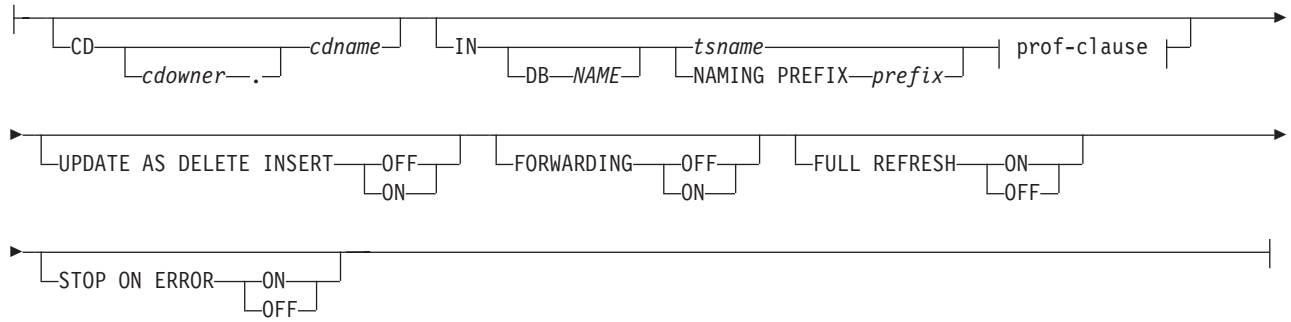 CD cdname IN tsname prof-clause
cdowner . DB NAME NAMING PREFIX prefix
UPDATE AS DELETE INSERT OFF FORWARDING OFF FULL REFRESH ON
ON ON OFF
STOP ON ERROR ON
OFF